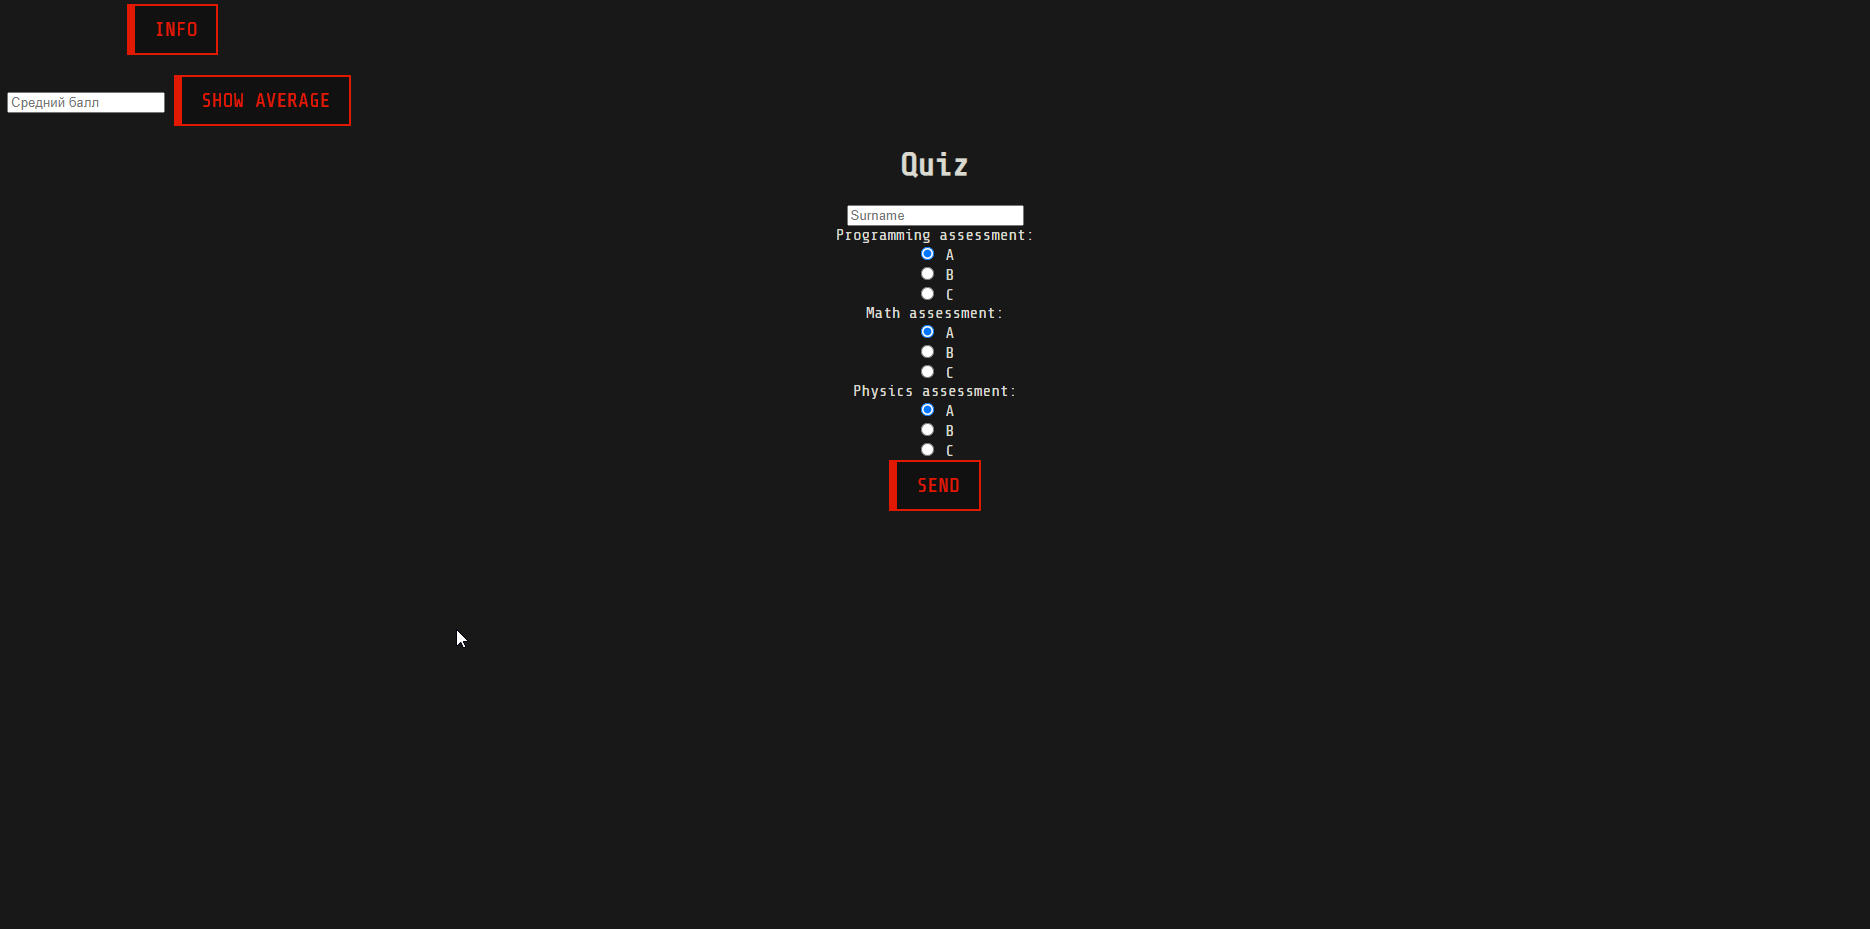 INFO
Средний балл
SHOW AVERAGE
Quiz
Surname
Programming assessment:
A
B
C
Math assessment:
A
B
C
Physics assessment:
A
B
C
SEND